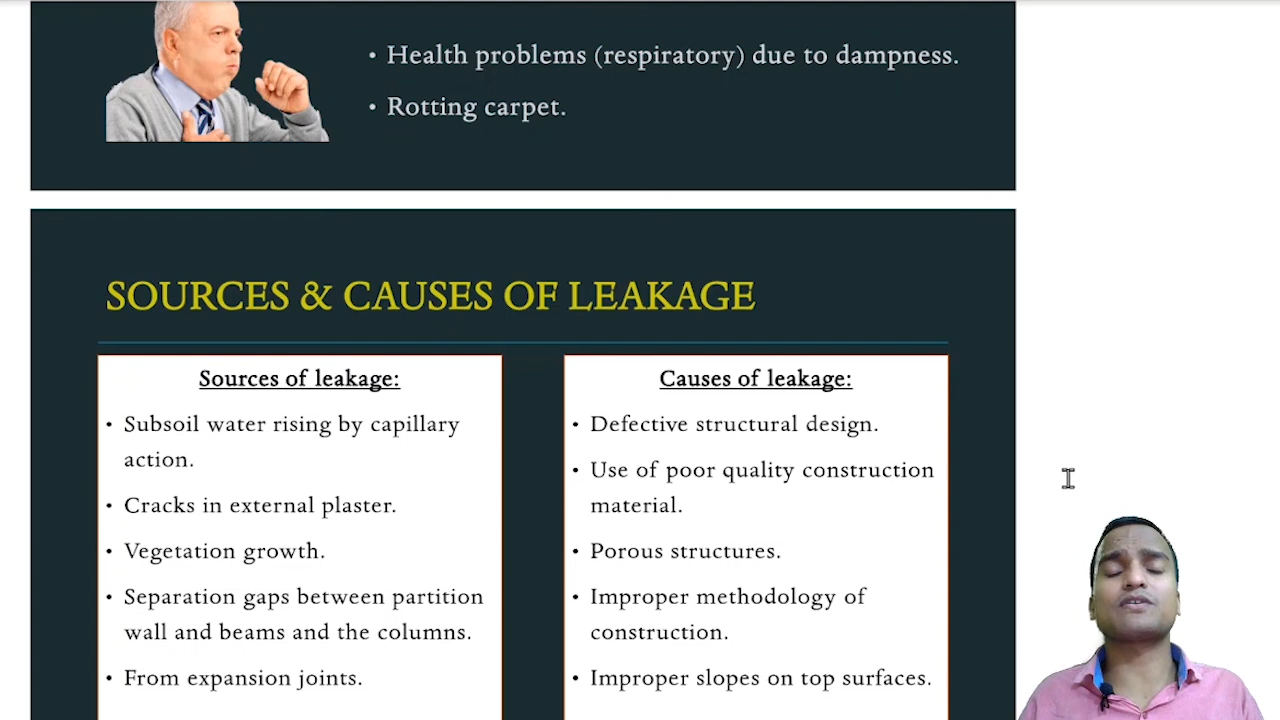 • Health problems (respiratory) due to dampness.
• Rotting carpet.
SOURCES & CAUSES OF LEAKAGE
Sources of leakage:
• Subsoil water rising by capillary
action.
• Cracks in external plaster.
• Vegetation growth.
• Separation gaps between partition
wall and beams and the columns.
• From expansion joints.
Causes of leakage:
• Defective structural design.
• Use of poor quality construction
material.
• Porous structures.
• Improper methodology of
construction.
• Improper slopes on top surfaces.